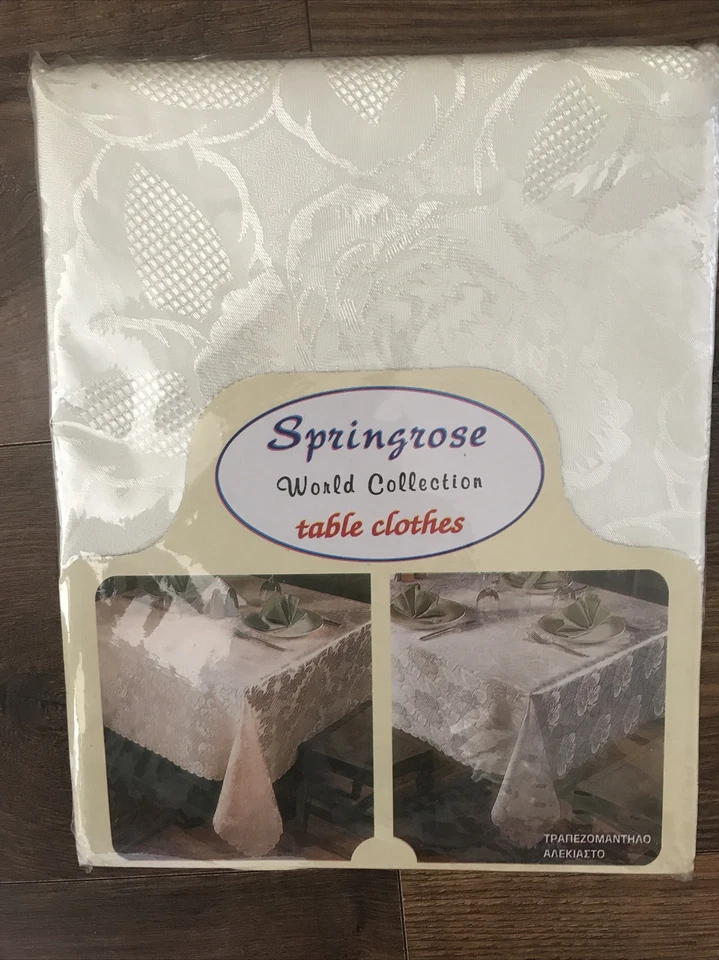 Springrose
World Collection
table clothes
ΤΡΑΠΕΖΟΜΑΝΤΗΛΟ
ΑΛΕΚΙΑΣΤΟ